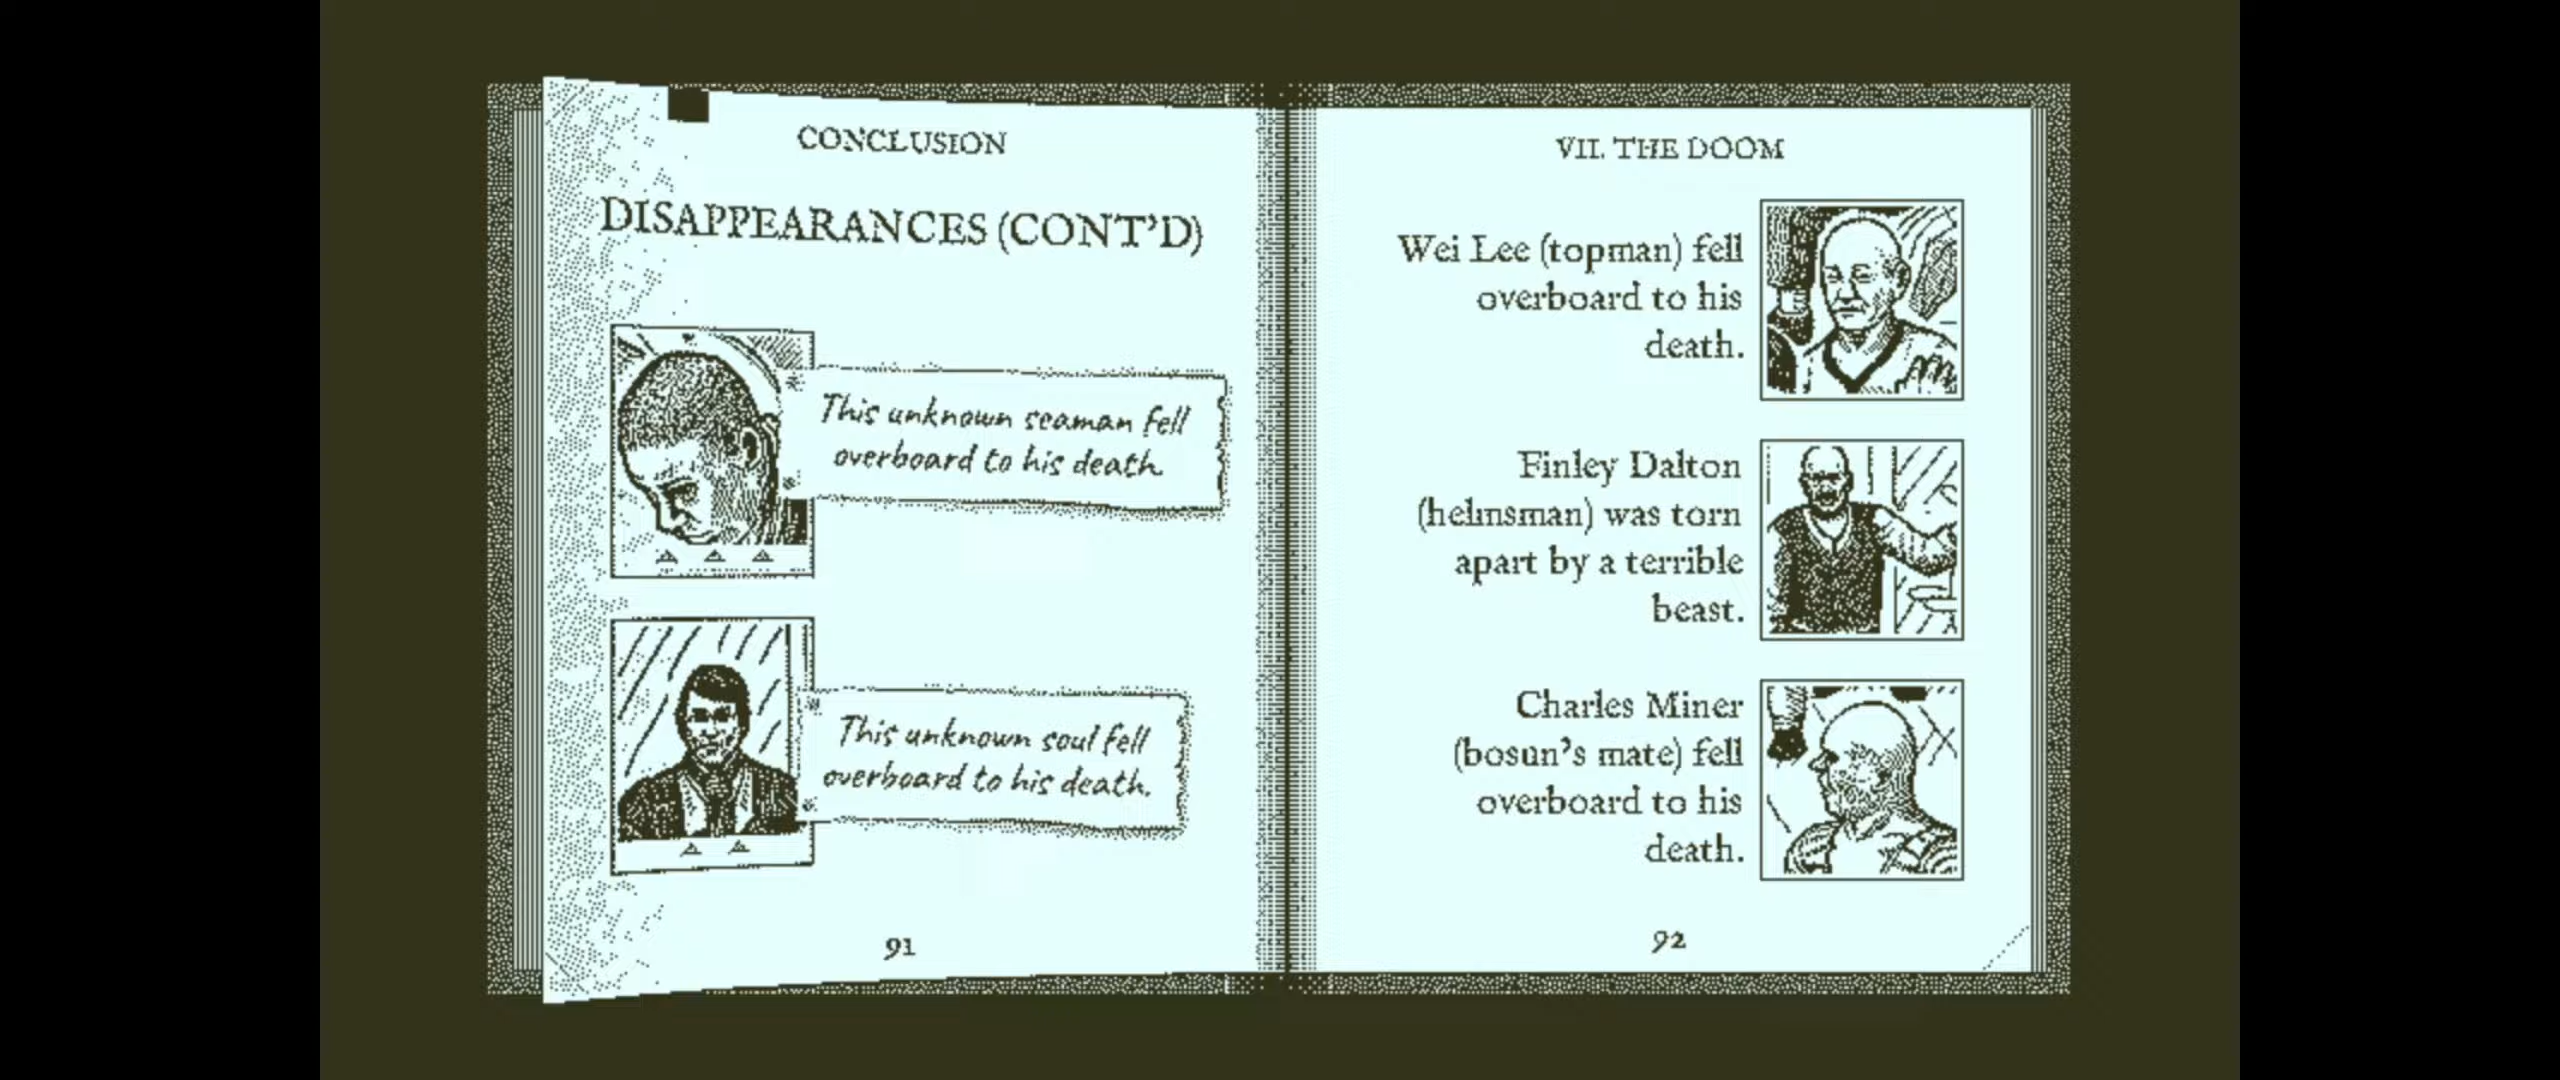 CONCLUSION
DISAPPEARANCES (CONT'D)
This unknown seaman fell
overboard to his death.
This unknown soul fell
overboard to his death.
91
VII. THE DOOM
Wei Lee (topman) fell
overboard to his
death.
Finley Dalton
(helmsman) was torn
apart by a terrible
beast.
Charles Miner
(bosun's mate) fell
overboard to his
death.
92